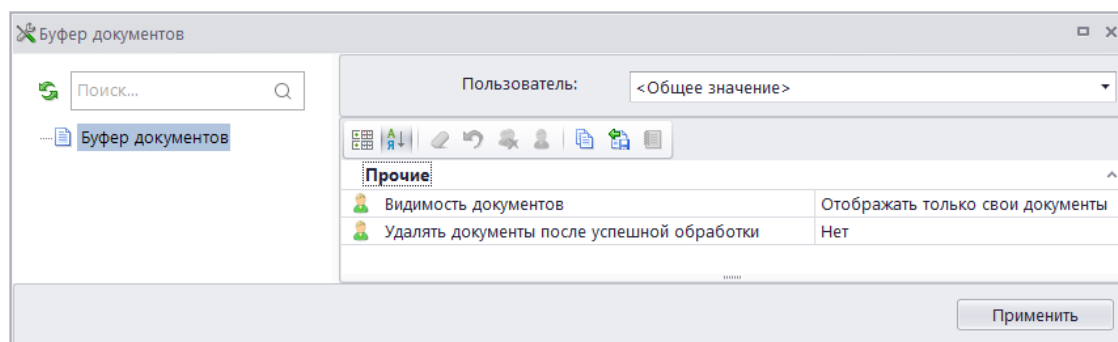 Буфер документов
Поиск...
Пользователь:
<Общее значение>
Буфер документов
Прочие
Видимость документов
Отображать только свои документы
Удалять документы после успешной обработки
Нет
Применить